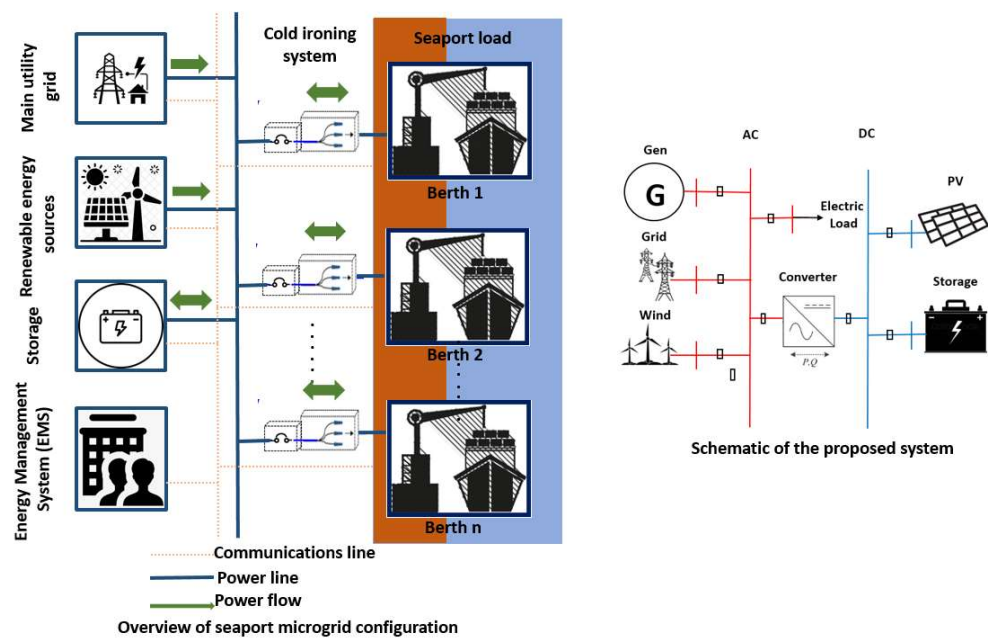 Main utility
grid
Renewable energy
sources
Storage
Energy Management
System (EMS)
Cold ironing
system
Seaport load
Berth 1
Berth 2
Berth n
Communications line
Power line
Power flow
Overview of seaport microgrid configuration
AC
DC
Gen
G
PV
Electric
Load
Grid
Converter
Storage
Wind
P,Q
Schematic of the proposed system